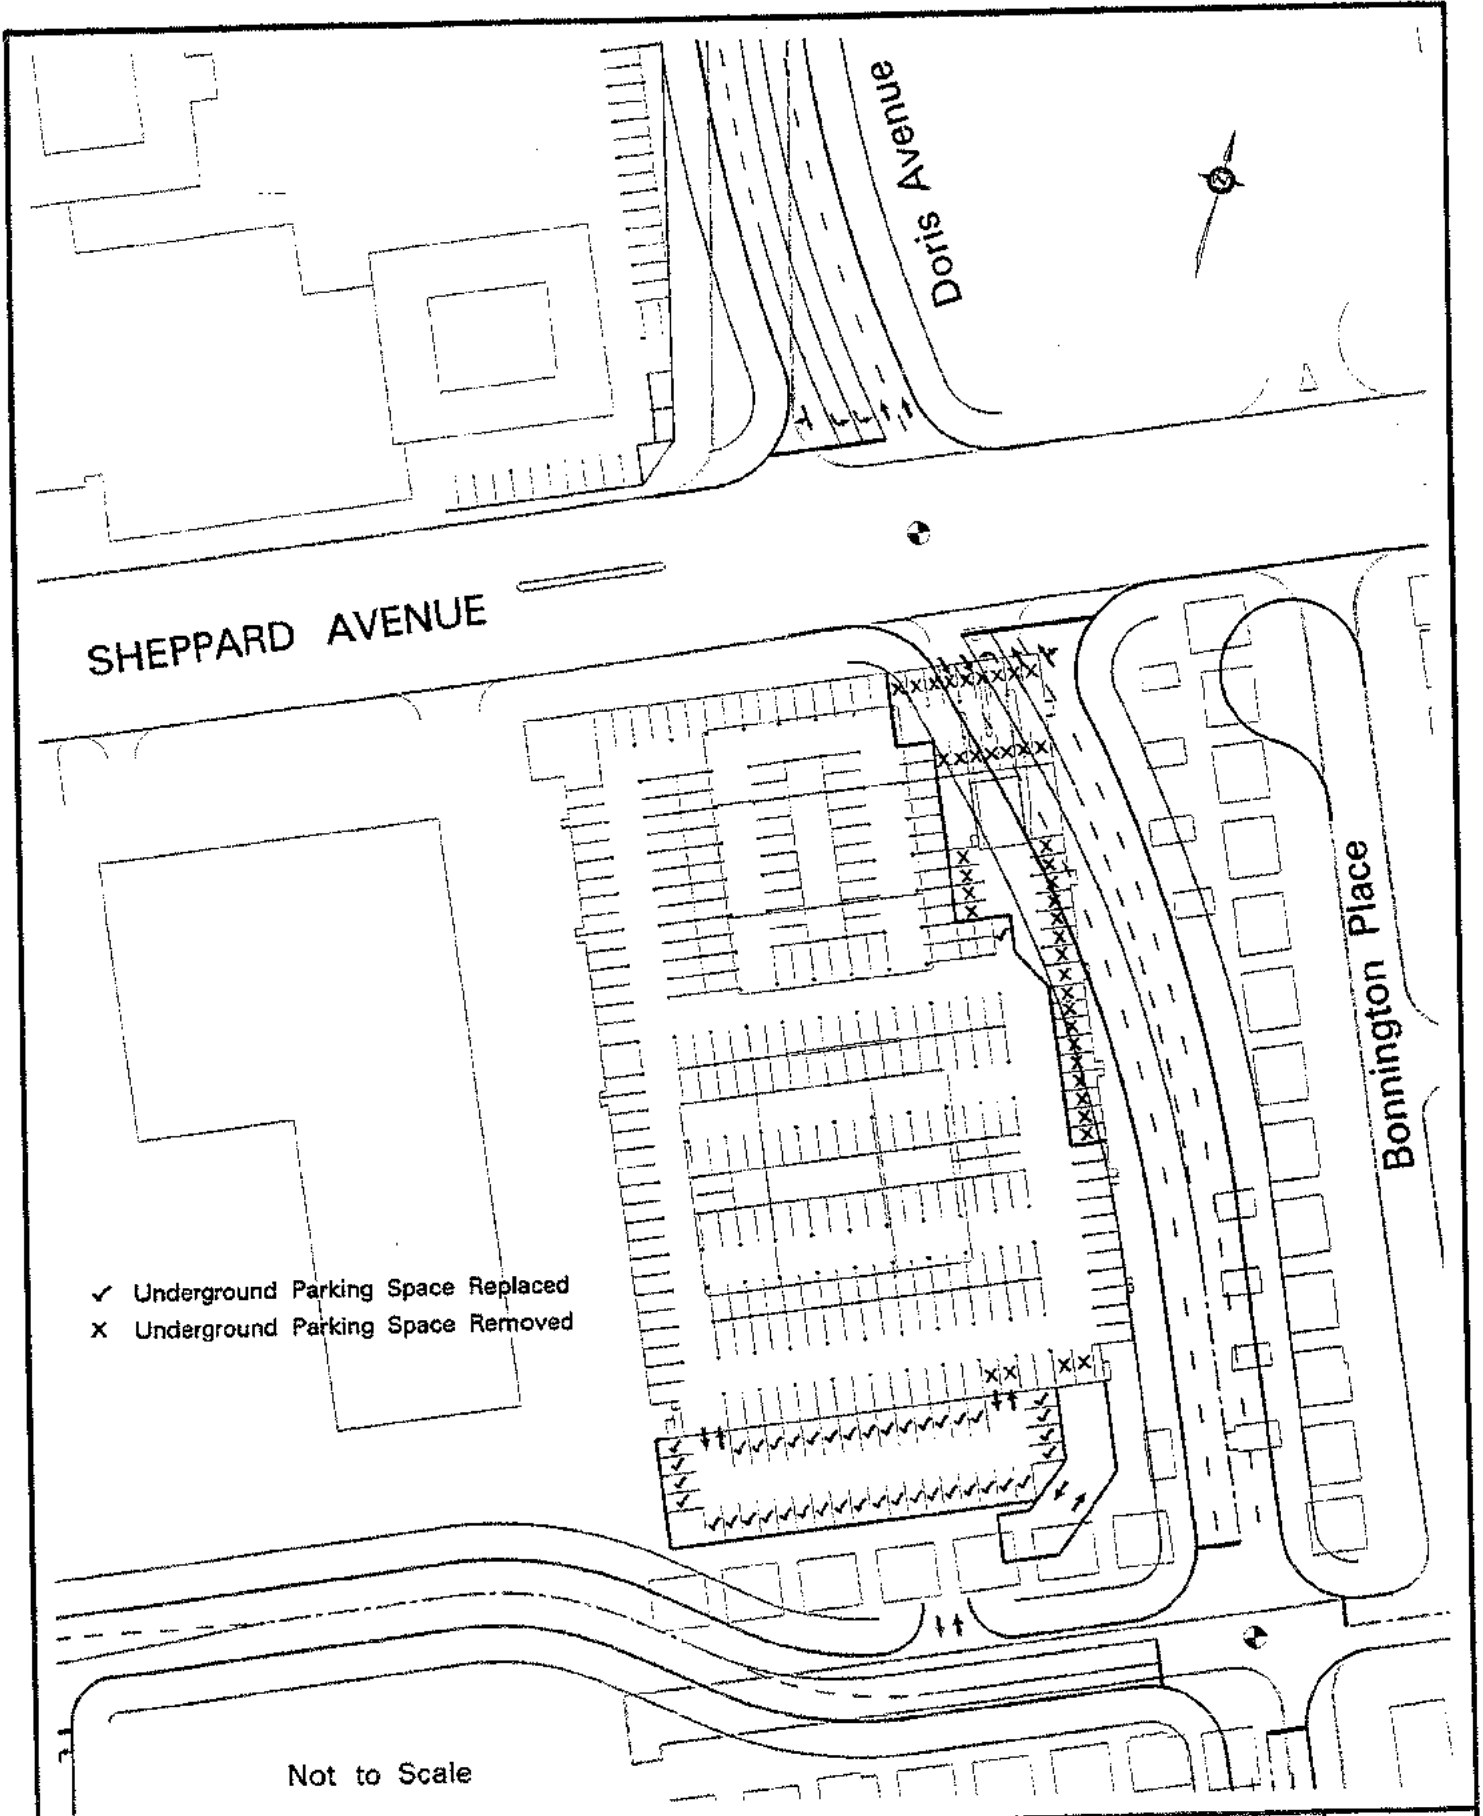 Doris Avenue
SHEPPARD AVENUE
Bonnington Place
✓ Underground Parking Space Replaced
x Underground Parking Space Removed
Not to Scale